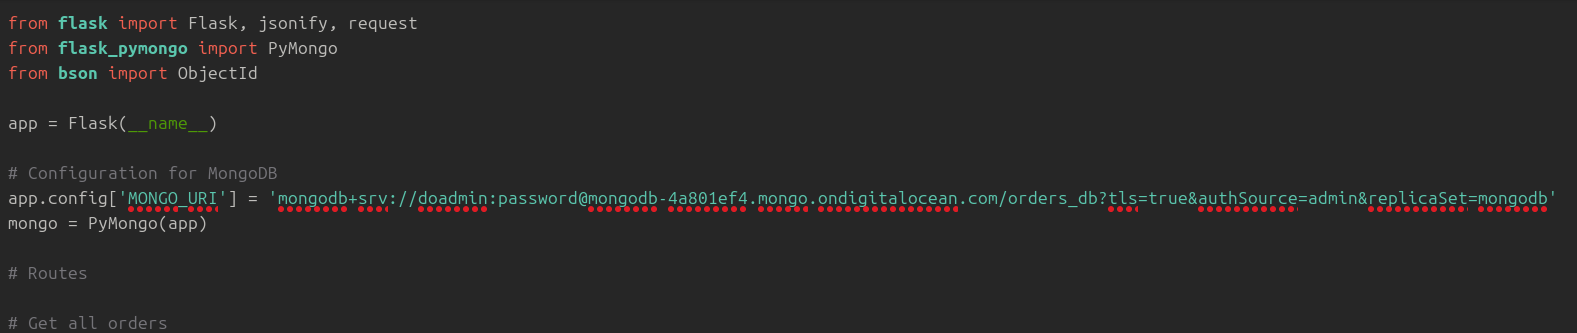 from flask import Flask, jsonify, request
from flask_pymongo import PyMongo
from bson import ObjectId
app = Flask(__name__)
# Configuration for MongoDB
app.config['MONGO_URI'] = 'mongodb+srv://doadmin:password@mongodb-4a801ef4.mongo.ondigitalocean.com/orders_db?tls=true&authSource=admin&replicaSet=mongodb'
mongo = PyMongo(app)
# Routes
# Get all orders